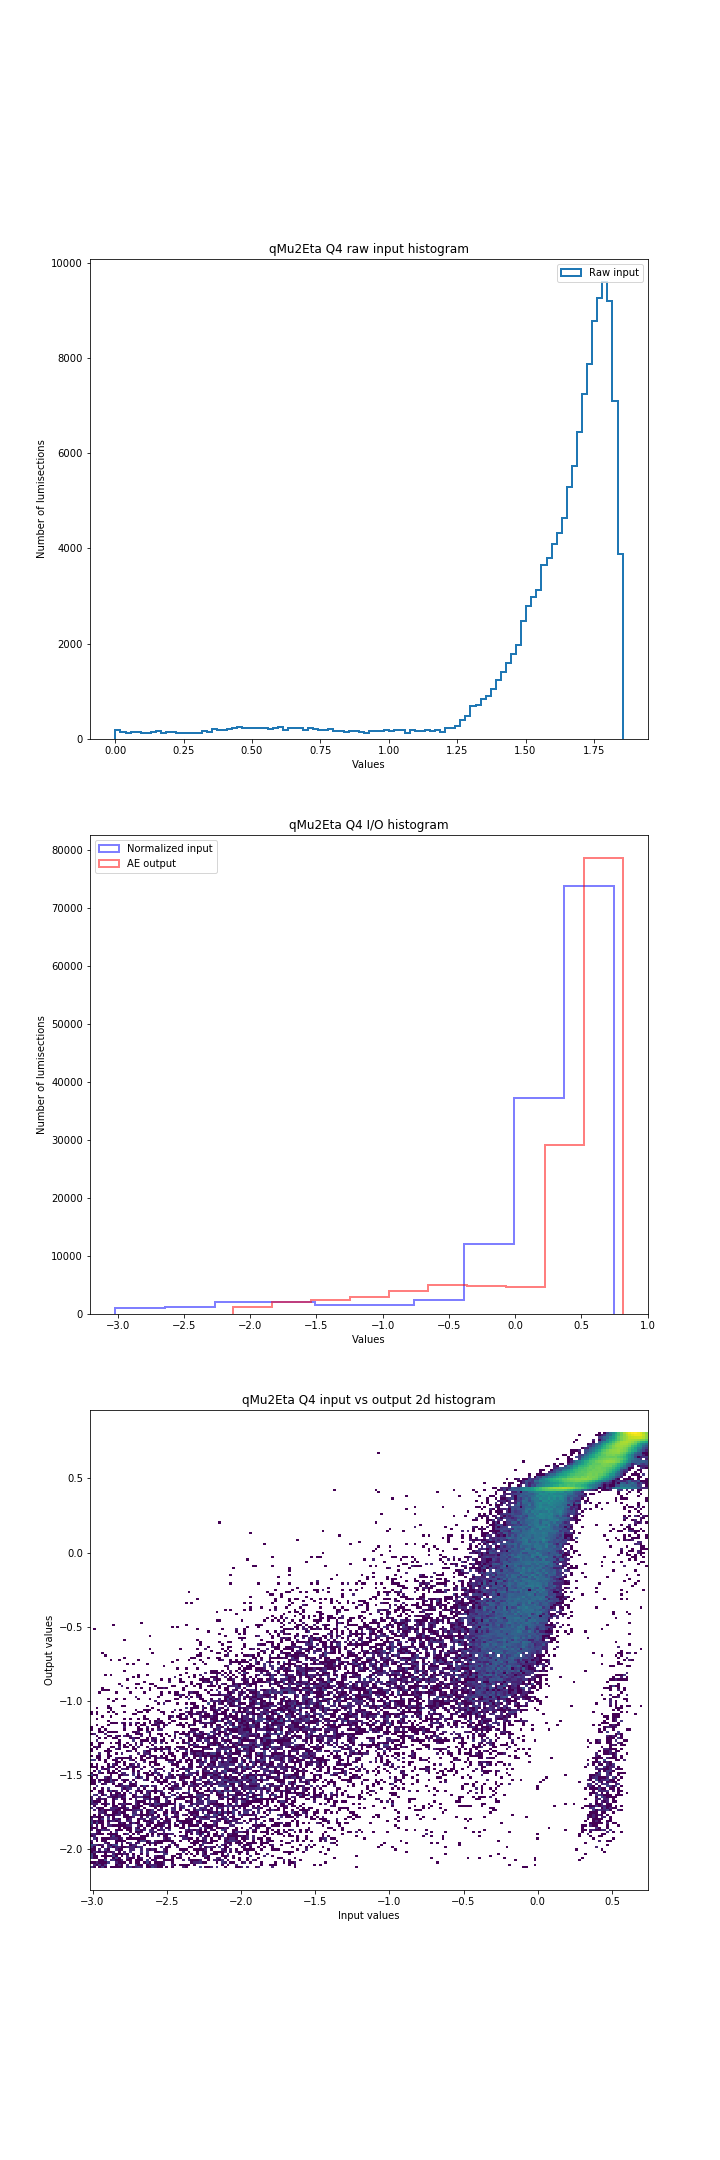 qMu2Eta Q4 raw input histogram
10000
8000
6000
4000
2000
0
Number of lumisections
Raw input
0.00 0.25 0.50 0.75 1.00 1.25 1.50 1.75
Values
qMu2Eta Q4 I/O histogram
80000
70000
60000
50000
40000
30000
20000
10000
0
Number of lumisections
Normalized input
AE output
−3.0 −2.5 −2.0 −1.5 −1.0 −0.5 0.0 0.5 1.0
Values
qMu2Eta Q4 input vs output 2d histogram
0.5
0.0
−0.5
−1.0
−1.5
−2.0
Output values
−3.0 −2.5 −2.0 −1.5 −1.0 −0.5 0.0 0.5
Input values